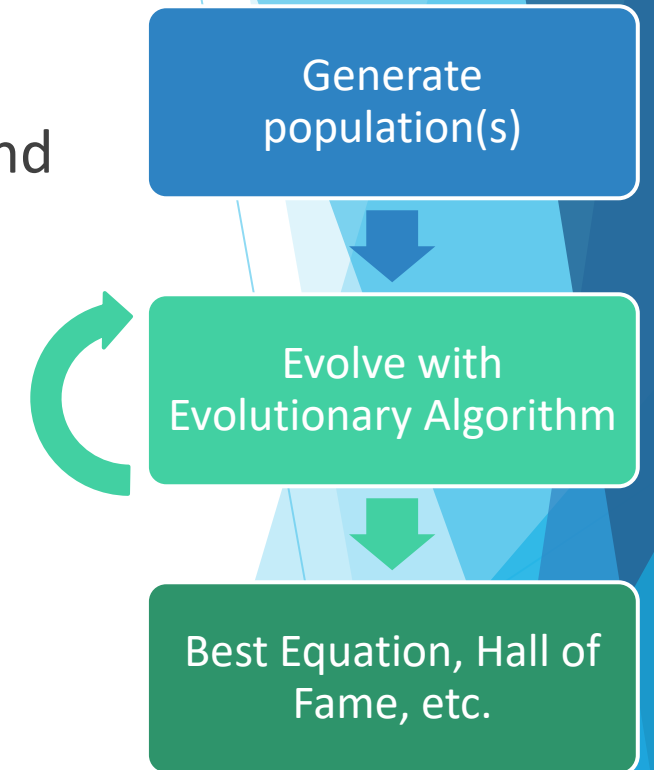 Generate
population(s)
nd
Evolve with
Evolutionary Algorithm
Best Equation, Hall of
Fame, etc.